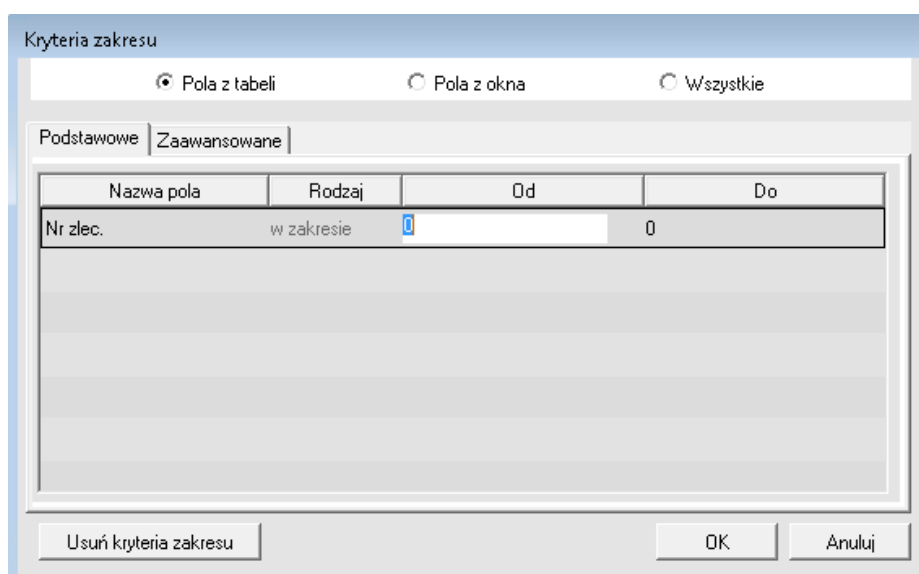 Kryteria zakresu
Pola z tabeli Pola z okna Wszystkie
Podstawowe Zaawansowane
Nazwa pola Rodzaj Od Do
Nr zlec. w zakresie 0 0
Usuń kryteria zakresu OK Anuluj